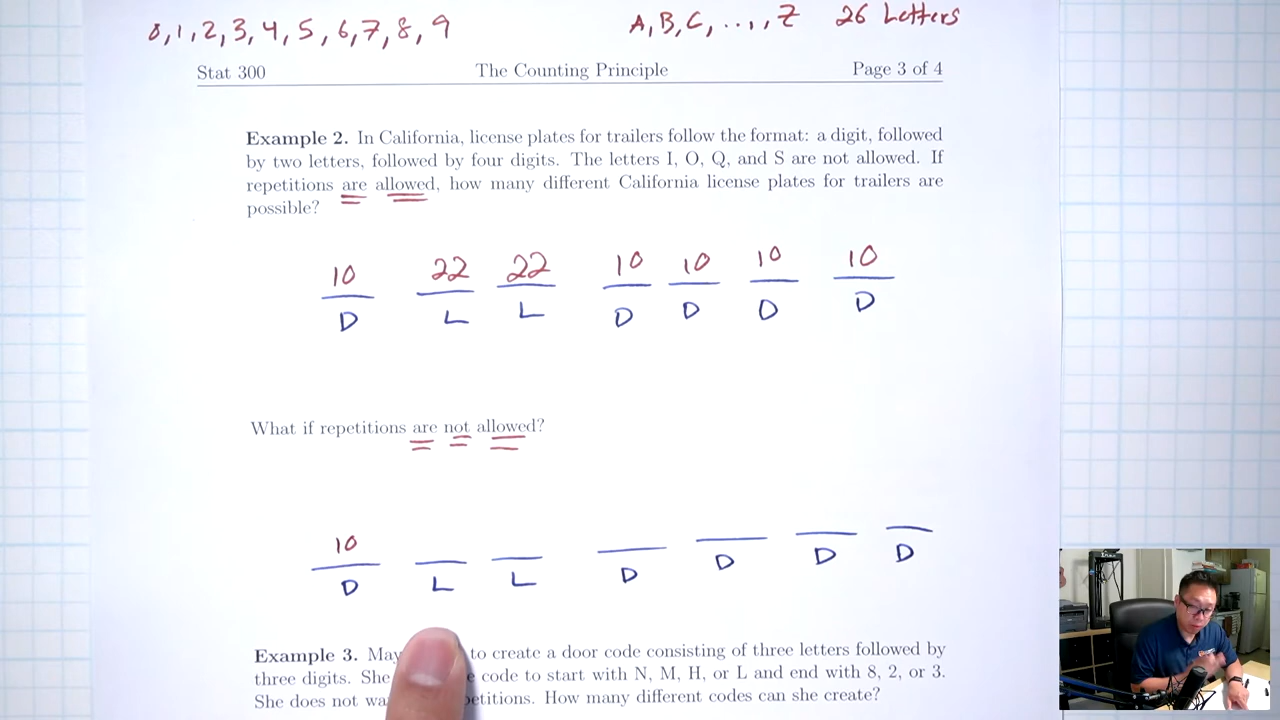 0,1,2,3,4,5,6,7,8,9 A,B,C,...,Z 26 Letters
Stat 300 The Counting Principle Page 3 of 4
Example 2. In California, license plates for trailers follow the format: a digit, followed
by two letters, followed by four digits. The letters I, O, Q, and S are not allowed. If
repetitions are allowed, how many different California license plates for trailers are
possible?
10 22 22 10 10 10 10
D L L D D D D
What if repetitions are not allowed?
10
D L L D D D D
Example 3. to create a door code consisting of three letters followed by
three digits. code to start with N, M, H, or L and end with 8, 2, or 3.
She does How many different codes can she create?